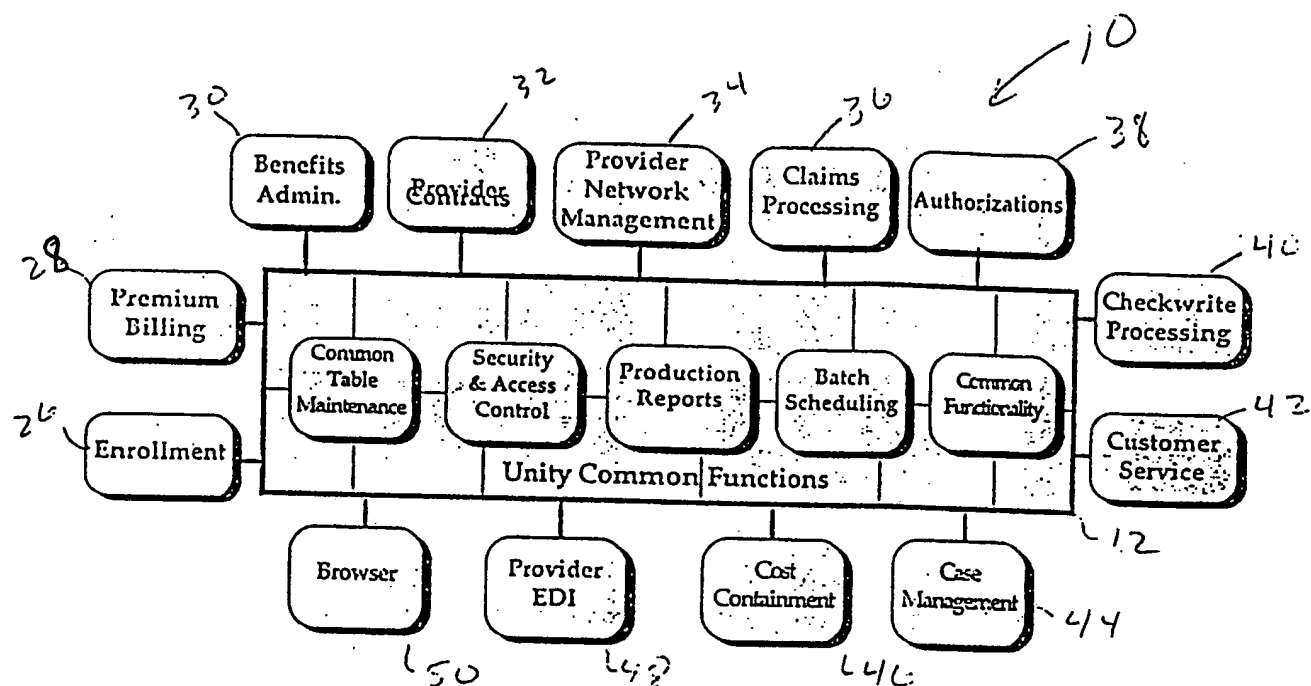 10
30
32
34
36
38
Benefits
Admin.
Provider
Contracts
Provider
Network
Management
Claims
Processing
Authorizations
28
Premium
Billing
40
Checkwrite
Processing
Common
Table
Maintenance
Security
& Access
Control
Production
Reports
Batch
Scheduling
Common
Functionality
26
Enrollment
42
Customer
Service
Unity Common Functions
12
Browser
Provider
EDI
Cost
Containment
Case
Management
44
50
48
46